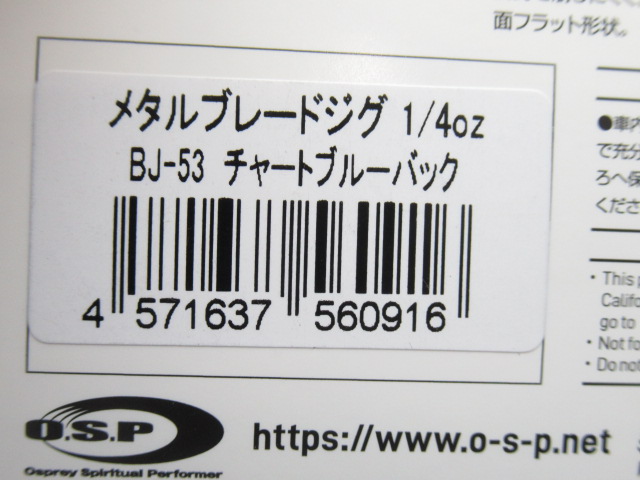 面フラット形状。
メタルブレードジグ 1/4oz
BJ-53 チャートブルーバック
4 571637 560916
●車内
で充分
ろへ保
くださ
• This
Califo
go to
• Not fo
• Do not
O.S.P
Osprey Spiritual Performer
https://www.o-s-p.net